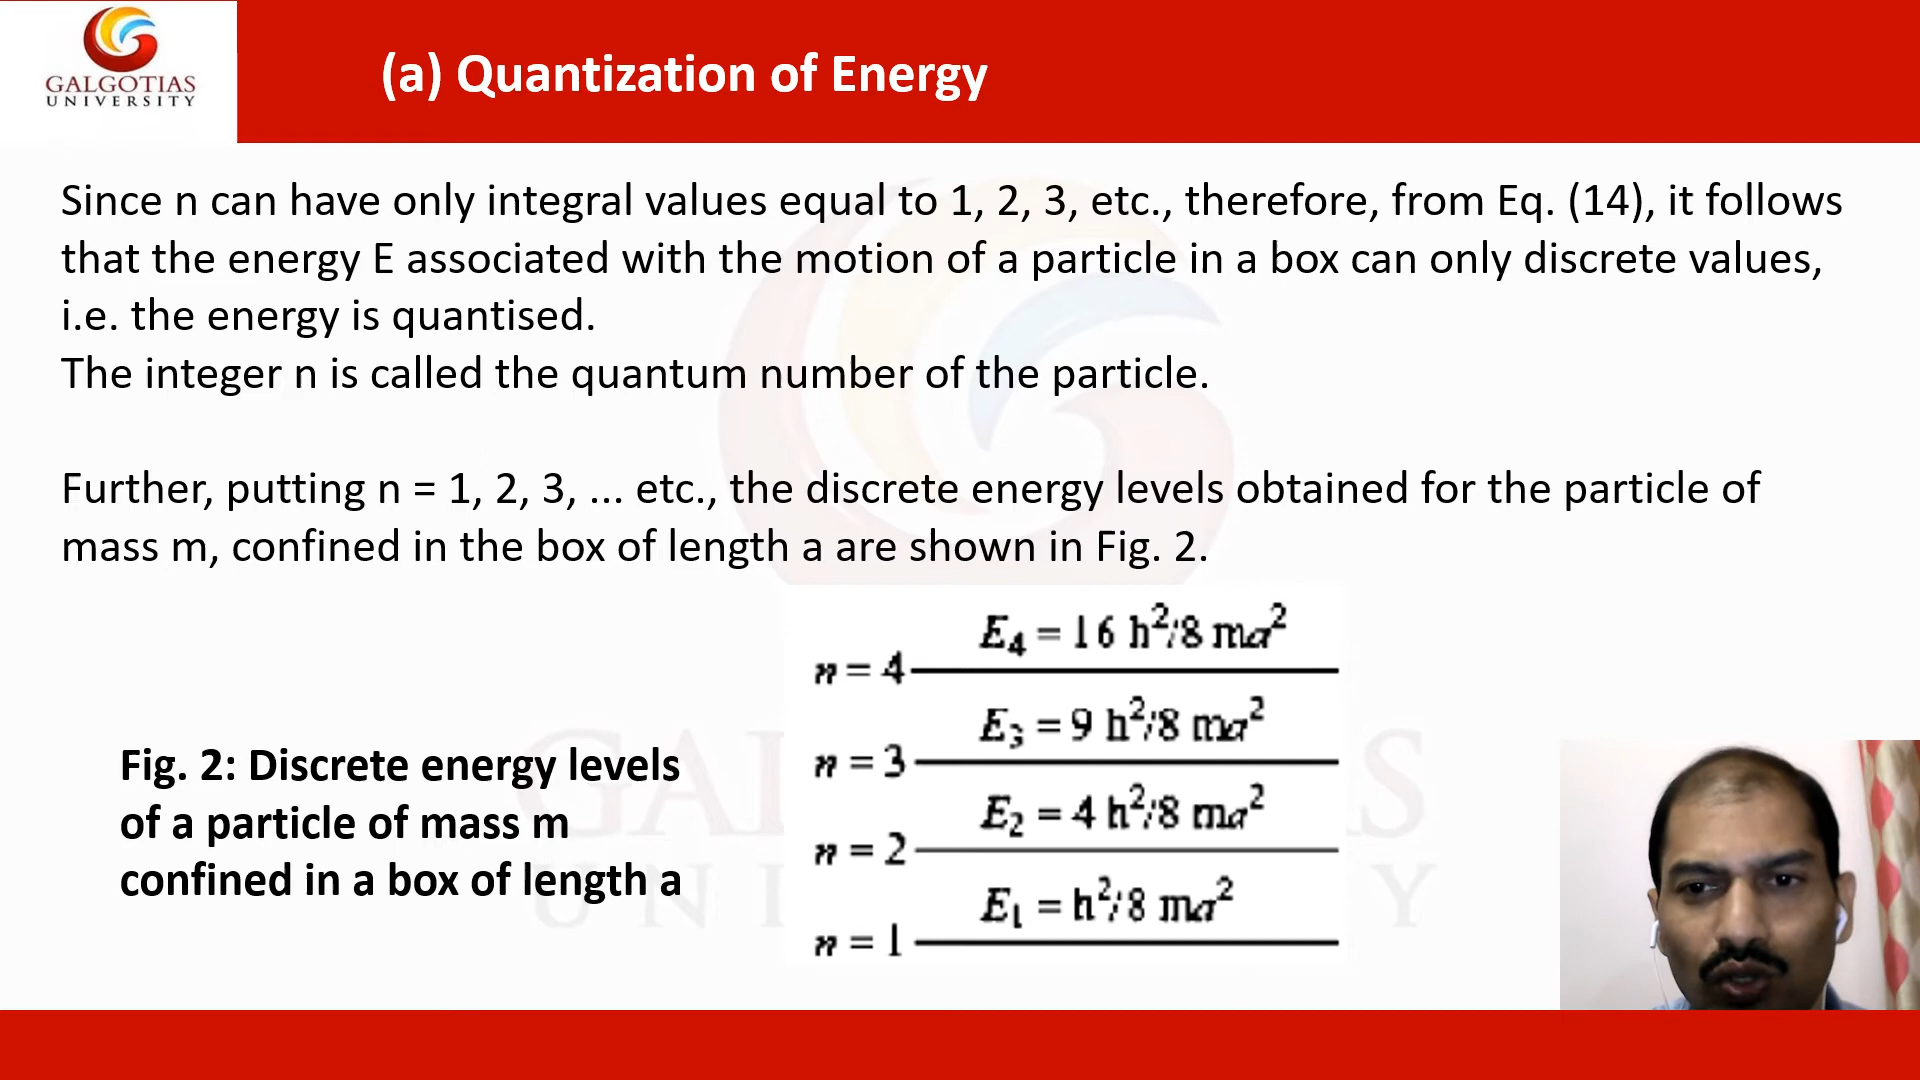 GALGOTIAS
UNIVERSITY
(a) Quantization of Energy
Since n can have only integral values equal to 1, 2, 3, etc., therefore, from Eq. (14), it follows
that the energy E associated with the motion of a particle in a box can only discrete values,
i.e. the energy is quantised.
The integer n is called the quantum number of the particle.
Further, putting n = 1, 2, 3, ... etc., the discrete energy levels obtained for the particle of
mass m, confined in the box of length a are shown in Fig. 2.
E₄ = 16 h²/8 ma²
n = 4
E₃ = 9 h²/8 ma²
n = 3
E₂ = 4 h²/8 ma²
n = 2
E₁ = h²/8 ma²
n = 1
Fig. 2: Discrete energy levels
of a particle of mass m
confined in a box of length a